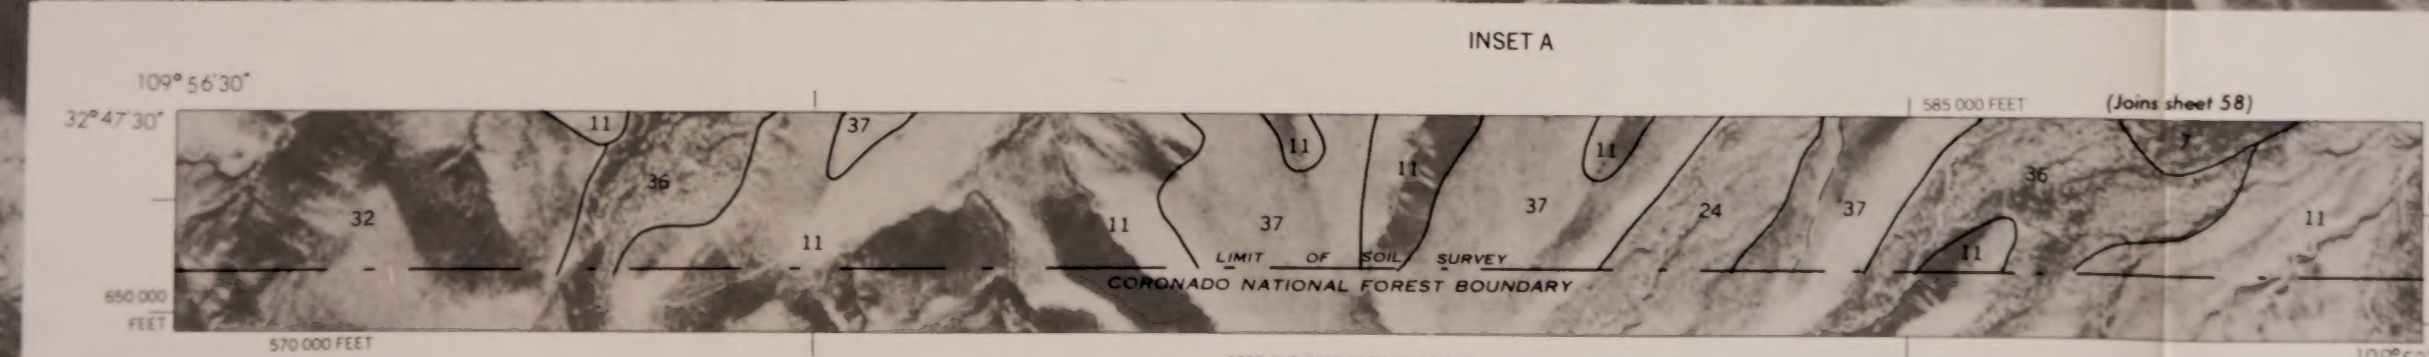 INSET A
109° 56'30"
32° 47'30"
585 000 FEET
(Joins sheet 58)
11
37
11
11
11
7
36
36
32
11
11
37
37
24
37
11
11
LIMIT OF SOIL SURVEY
CORONADO NATIONAL FOREST BOUNDARY
650 000
FEET
570 000 FEET